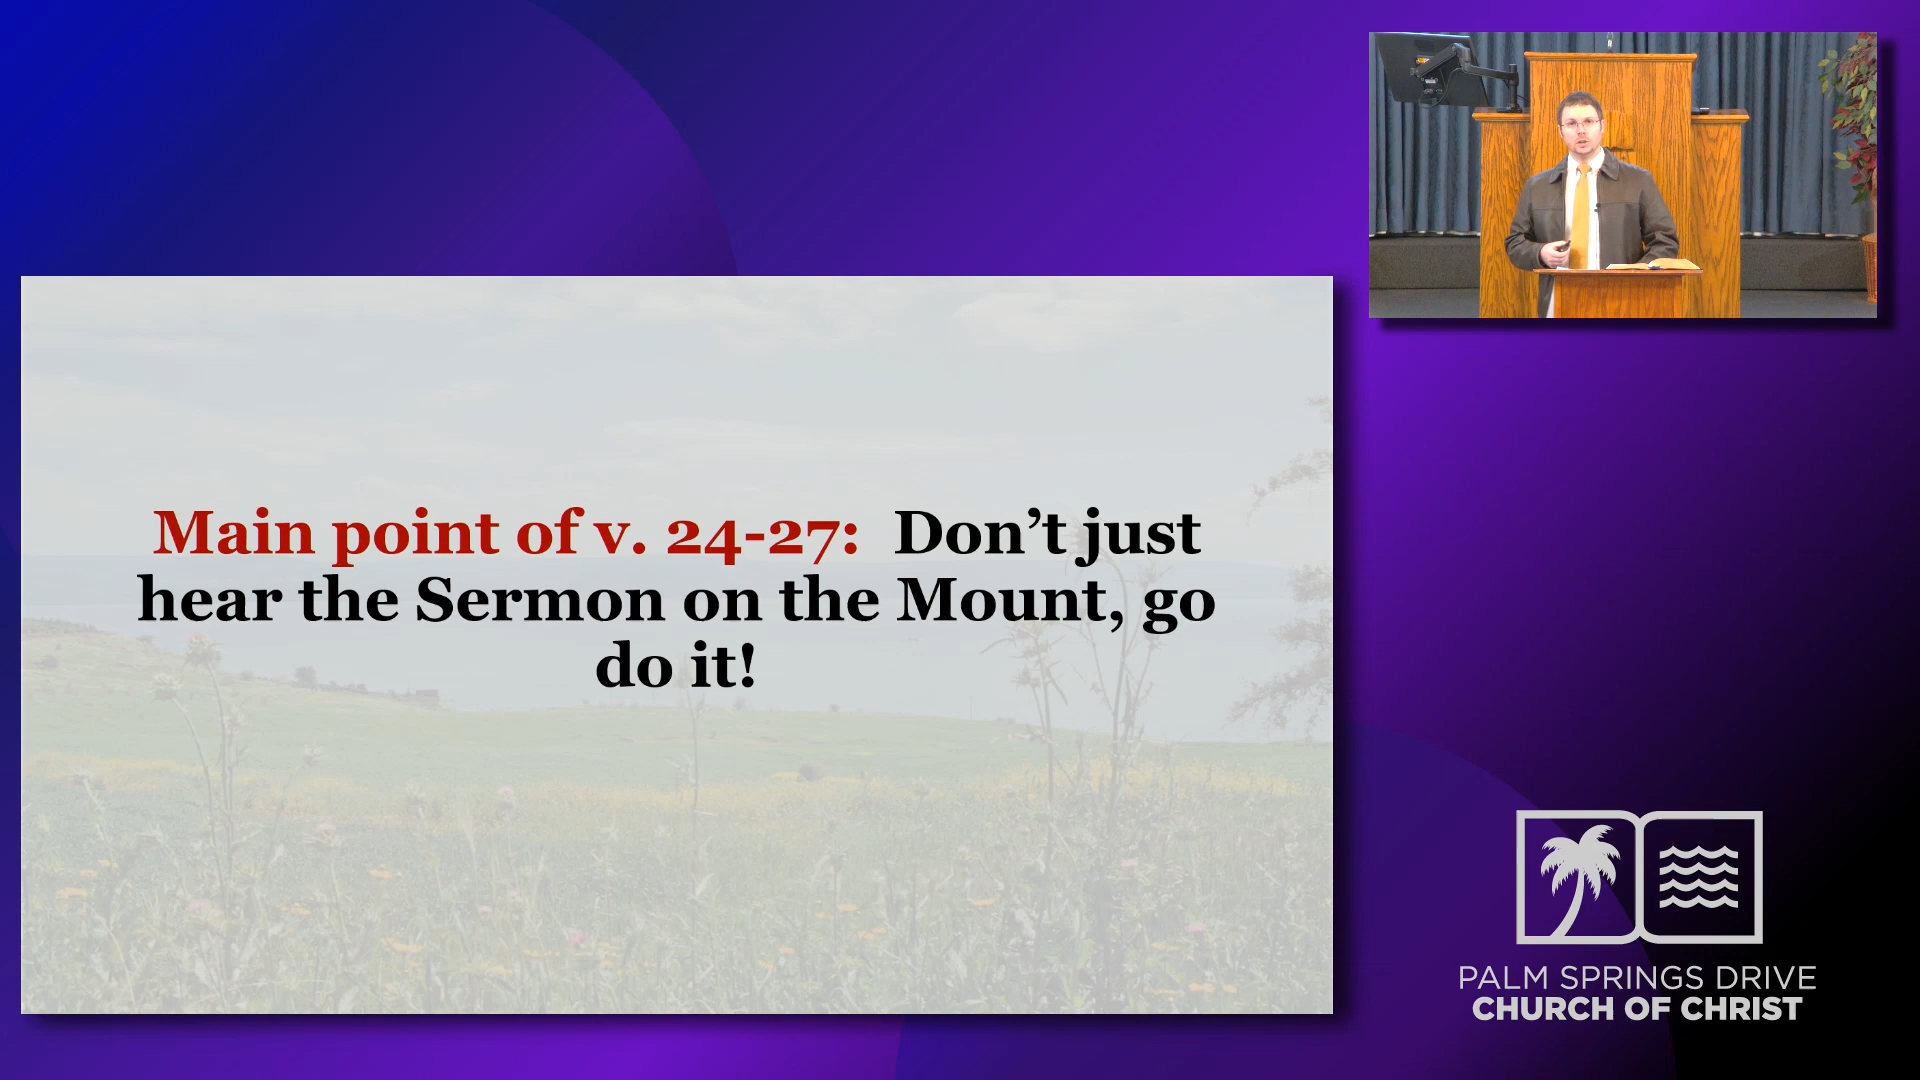 Main point of v. 24-27:  Don’t just
hear the Sermon on the Mount, go
do it!
PALM SPRINGS DRIVE
CHURCH OF CHRIST